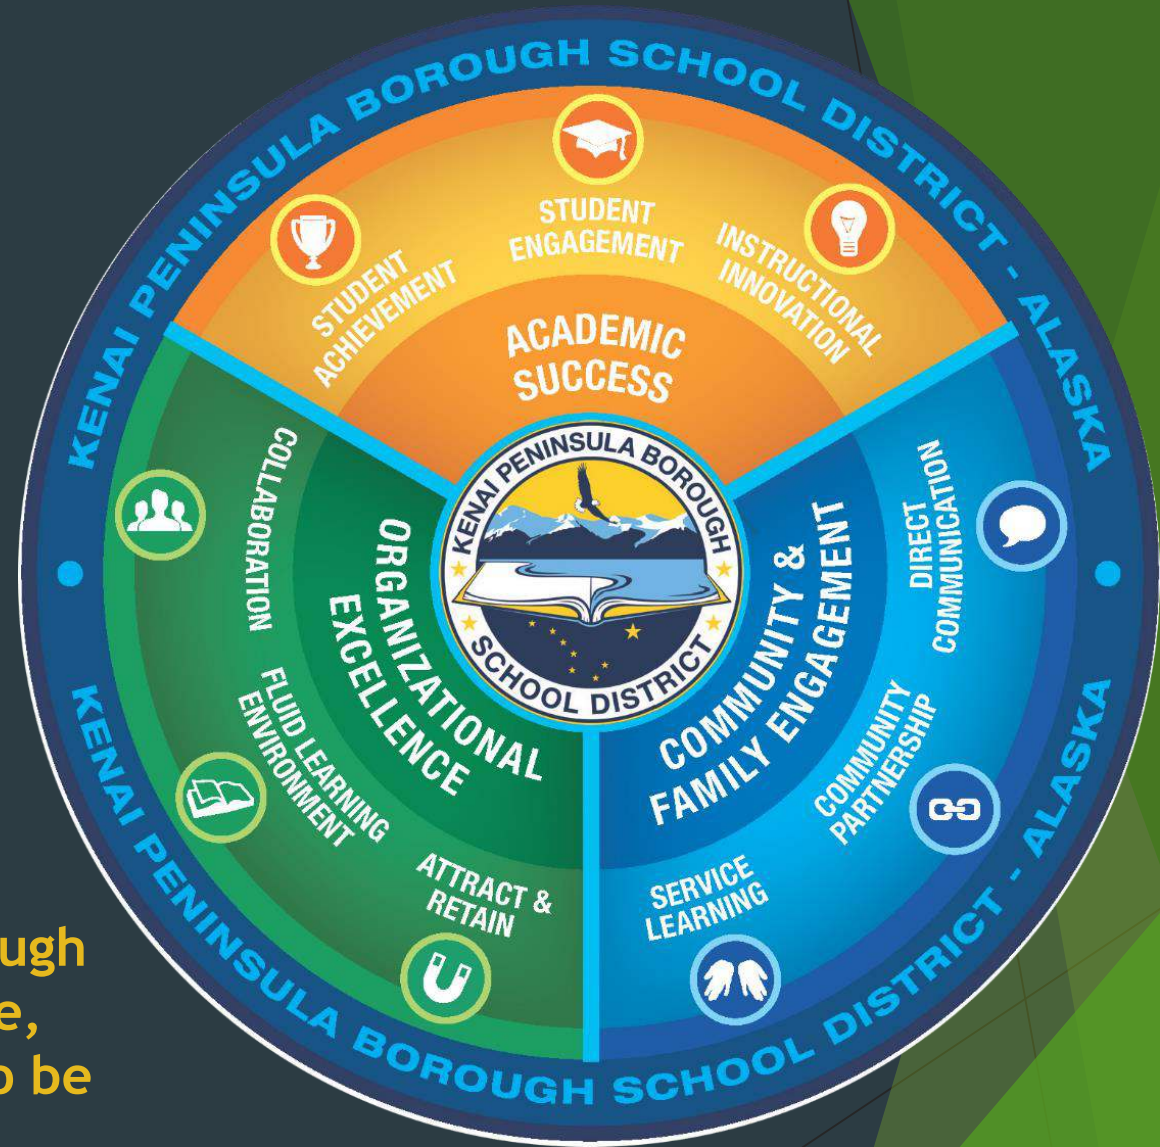 KENAI PENINSULA BOROUGH SCHOOL DISTRICT - ALASKA
STUDENT
ACHIEVEMENT
STUDENT
ENGAGEMENT
INSTRUCTIONAL
INNOVATION
ACADEMIC
SUCCESS
COLLABORATION
FLUID LEARNING
ENVIRONMENT
ATTRACT &
RETAIN
ORGANIZATIONAL
EXCELLENCE
KENAI PENINSULA BOROUGH
SCHOOL DISTRICT
COMMUNITY &
FAMILY ENGAGEMENT
DIRECT
COMMUNICATION
COMMUNITY
PARTNERSHIP
SERVICE
LEARNING
KENAI PENINSULA BOROUGH SCHOOL DISTRICT - ALASKA
be